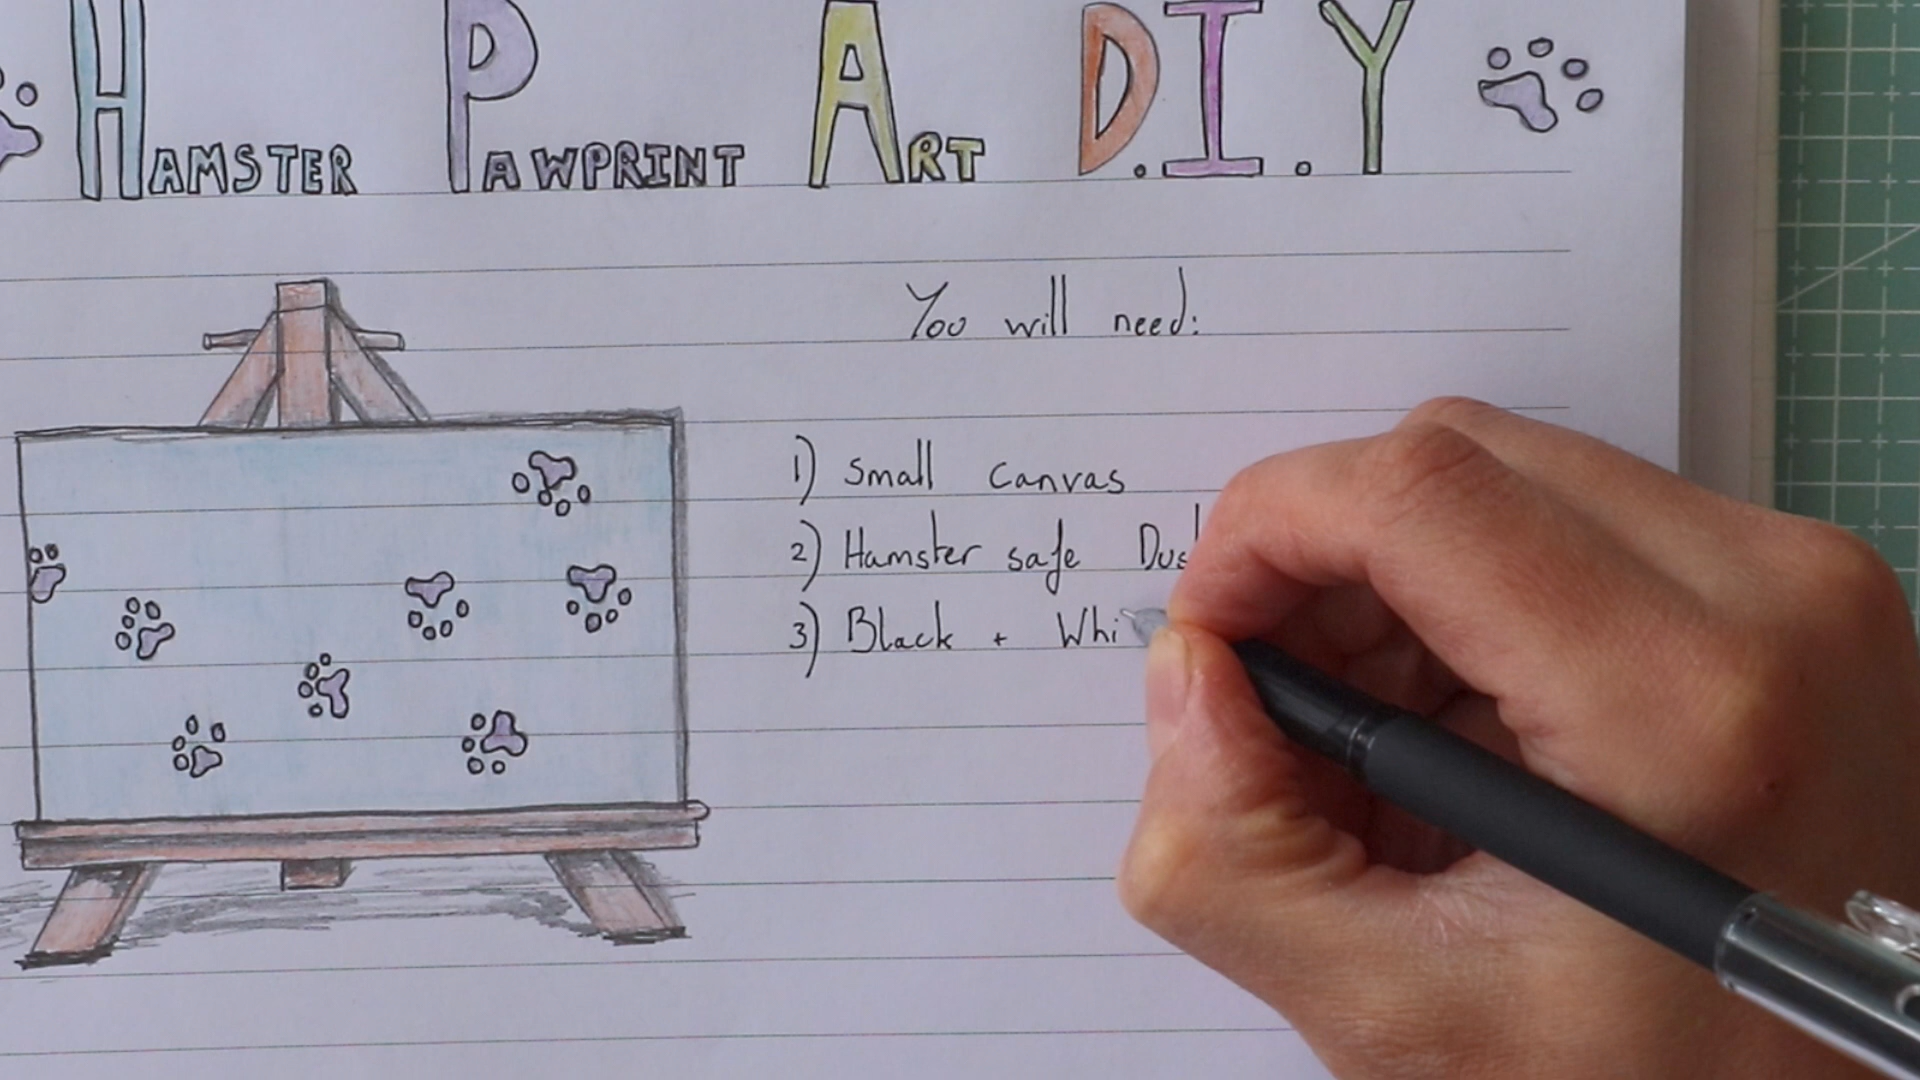 HAMSTER PAWPRINT ART D.I.Y
You will need:
1) Small canvas
2) Hamster safe
3) Black + Whi